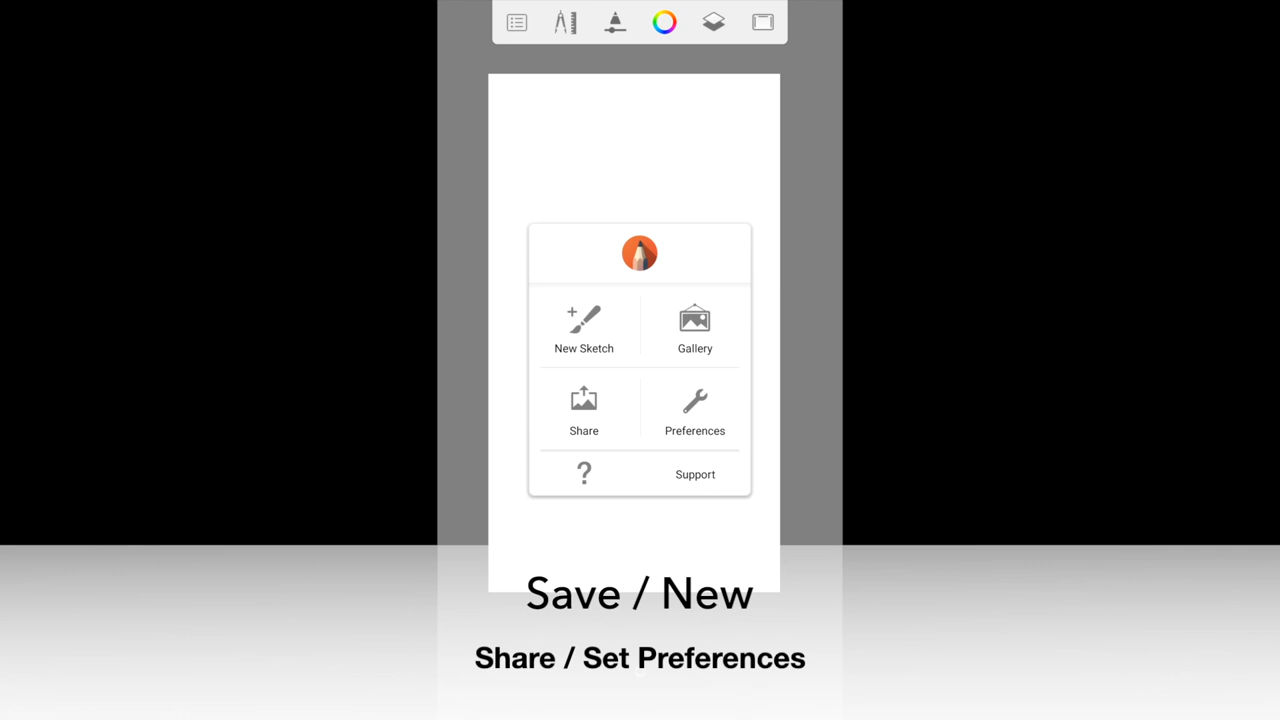 New Sketch
Gallery
Share
Preferences
?
Support
Save / New
Share / Set Preferences